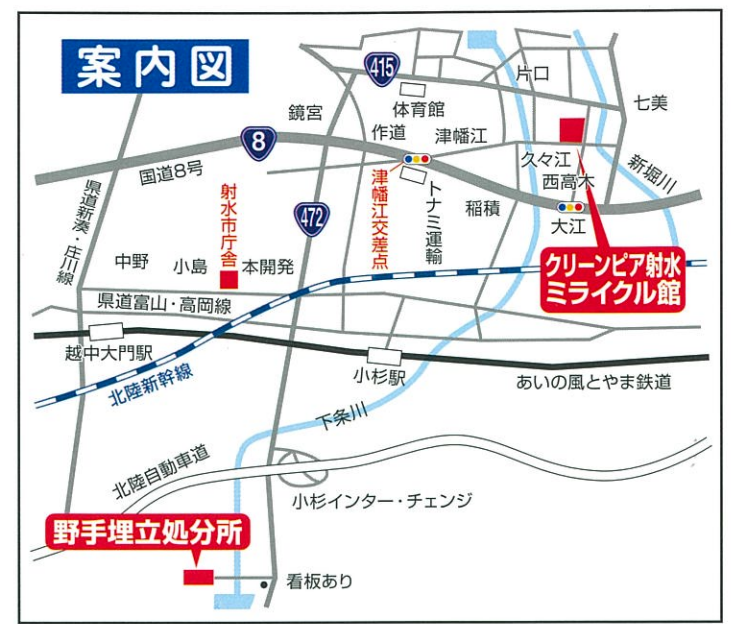 案内図
415
片口
体育館
七美
鏡宮
作道
津幡江
8
国道8号
久々江
西高木
新堀川
県道新湊・庄川線
射水市庁舎
472
津幡江交差点
トナミ運輸
稲積
大江
中野
小島
本開発
クリーンピア射水
ミライクル館
県道富山・高岡線
越中大門駅
小杉駅
北陸新幹線
あいの風とやま鉄道
下条川
北陸自動車道
小杉インター・チェンジ
野手埋立処分所
看板あり